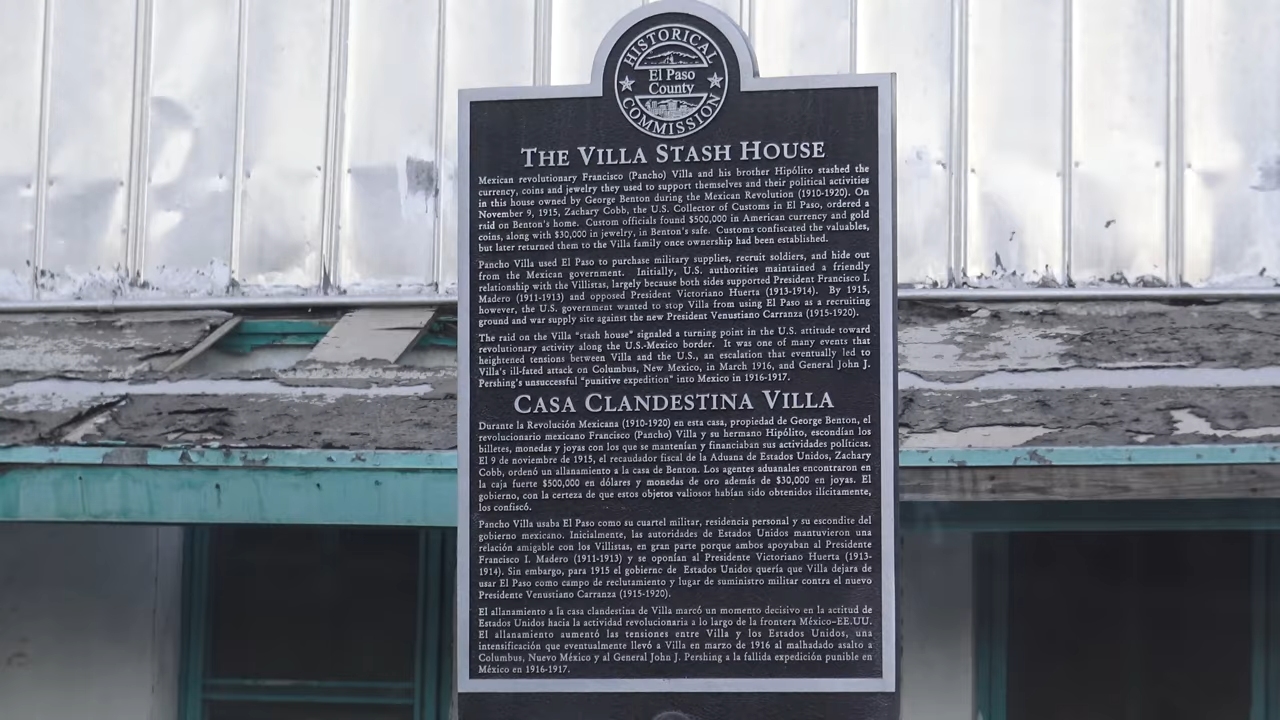 HISTORICAL
El Paso
County
COMMISSION
THE VILLA STASH HOUSE
Mexican revolutionary Francisco (Pancho) Villa and his brother Hipólito stashed the
currency, coins and jewelry they used to support themselves and their political activities
in this house owned by George Benton during the Mexican Revolution (1910-1920). On
November 9, 1915, Zachary Cobb, the U.S. Collector of Customs in El Paso, ordered a
raid on Benton's home. Custom officials found $500,000 in American currency and gold
coins, along with $30,000 in jewelry, in Benton's safe. Customs confiscated the valuables,
but later returned them to the Villa family once ownership had been established.
Pancho Villa used El Paso to purchase military supplies, recruit soldiers, and hide out
from the Mexican government. Initially, U.S. authorities maintained a friendly
relationship with the Villistas, largely because both sides supported President Francisco I.
Madero (1911-1913) and opposed President Victoriano Huerta (1913-1914). By 1915,
however, the U.S. government wanted to stop Villa from using El Paso as a recruiting
ground and war supply site against the new President Venustiano Carranza (1915-1920).
The raid on the Villa "stash house" signaled a turning point in the U.S. attitude toward
revolutionary activity along the U.S.-Mexico border. It was one of many events that
heightened tensions between Villa and the U.S., an escalation that eventually led to
Villa's ill-fated attack on Columbus, New Mexico, in March 1916, and General John J.
Pershing's unsuccessful "punitive expedition" into Mexico in 1916-1917.
CASA CLANDESTINA VILLA
Durante la Revolución Mexicana (1910-1920) en esta casa, propiedad de George Benton, el
revolucionario mexicano Francisco (Pancho) Villa y su hermano Hipólito, escondían los
billetes, monedas y joyas con los que se mantenían y financiaban sus actividades políticas.
El 9 de noviembre de 1915, el recaudador fiscal de la Aduana de Estados Unidos, Zachary
Cobb, ordenó un allanamiento a la casa de Benton. Los agentes aduanales encontraron en
la caja fuerte $500,000 en dólares y monedas de oro además de $30,000 en joyas. El
gobierno, con la certeza de que estos objetos valiosos habían sido obtenidos ilícitamente,
los confiscó.
Pancho Villa usaba El Paso como su cuartel militar, residencia personal y su escondite del
gobierno mexicano. Inicialmente, las autoridades de Estados Unidos mantuvieron una
relación amigable con los Villistas, en gran parte porque ambos apoyaban al Presidente
Francisco I. Madero (1911-1913) y se oponían al Presidente Victoriano Huerta (1913-
1914). Sin embargo, para 1915 el gobierno de Estados Unidos quería que Villa dejara de
usar El Paso como campo de reclutamiento y lugar de suministro militar contra el nuevo
Presidente Venustiano Carranza (1915-1920).
El allanamiento a la casa clandestina de Villa marcó un momento decisivo en la actitud de
Estados Unidos hacia la actividad revolucionaria a lo largo de la frontera México-EE.UU.
El allanamiento aumentó las tensiones entre Villa y los Estados Unidos, una
intensificación que eventualmente llevó a Villa en marzo de 1916 al malhadado asalto a
Columbus, Nuevo México y al General John J. Pershing a la fallida expedición punible en
México en 1916-1917.